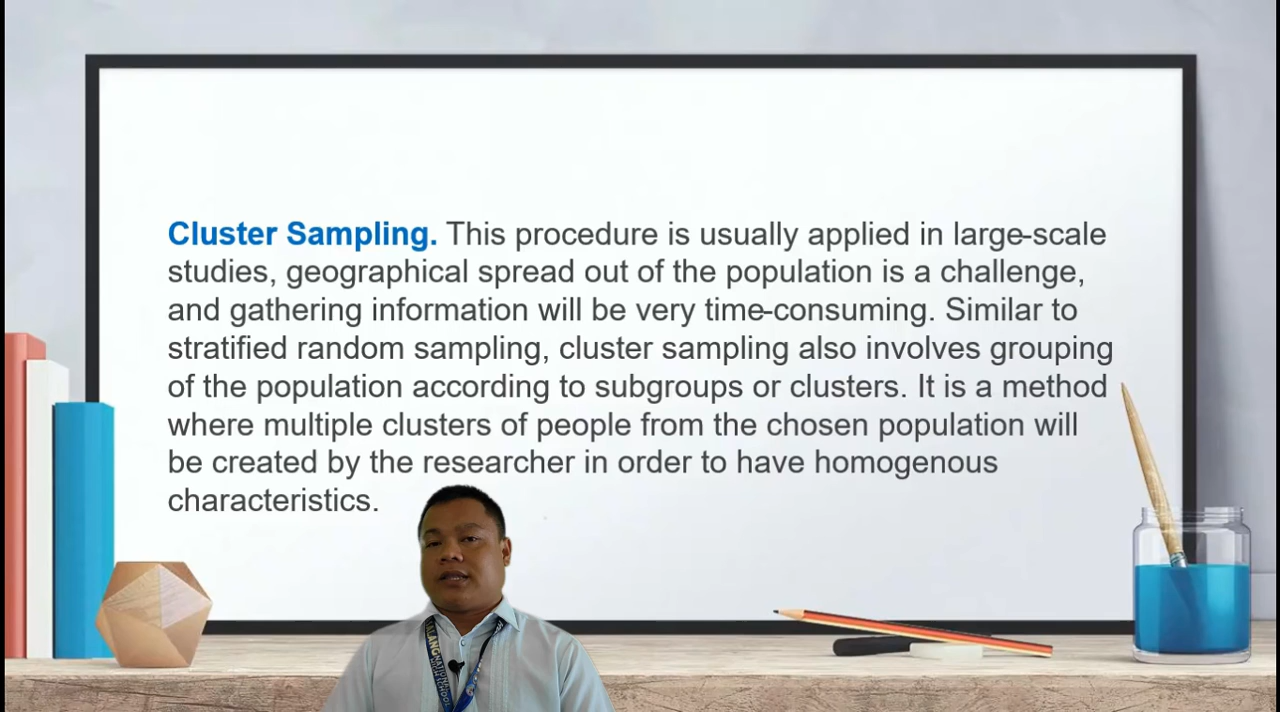 Cluster Sampling. This procedure is usually applied in large-scale
studies, geographical spread out of the population is a challenge,
and gathering information will be very time-consuming. Similar to
stratified random sampling, cluster sampling also involves grouping
of the population according to subgroups or clusters. It is a method
where multiple clusters of people from the chosen population will
be created by the researcher in order to have homogenous
characteristics.